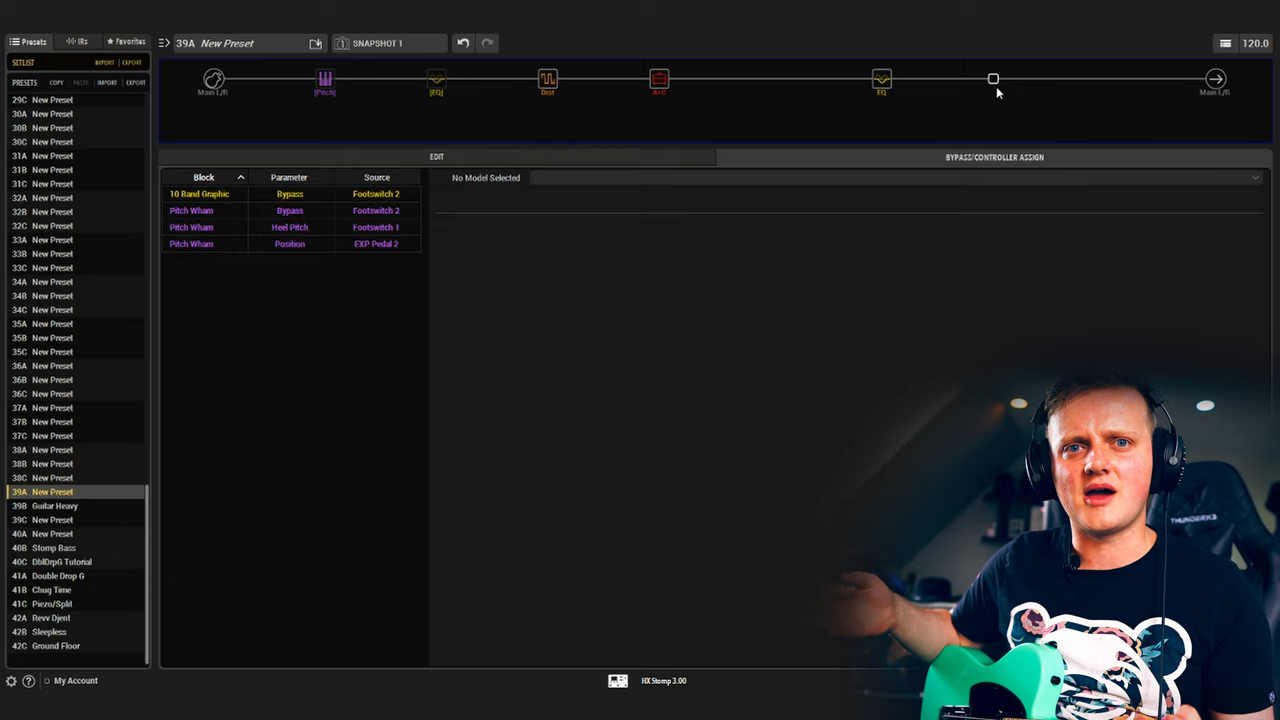 Presets IRs Favorites
39A New Preset
1 SNAPSHOT 1
120.0
SETLIST IMPORT EXPORT
PRESETS COPY PASTE IMPORT EXPORT
Main L/R [Pitch] [EQ] Dist A+C EQ Main L/R
EDIT BYPASS/CONTROLLER ASSIGN
Block Parameter Source
10 Band Graphic Bypass Footswitch 2
Pitch Wham Bypass Footswitch 2
Pitch Wham Heel Pitch Footswitch 1
Pitch Wham Position EXP Pedal 2
No Model Selected
29C New Preset
30A New Preset
30B New Preset
30C New Preset
31A New Preset
31B New Preset
31C New Preset
32A New Preset
32B New Preset
32C New Preset
33A New Preset
33B New Preset
33C New Preset
34A New Preset
34B New Preset
34C New Preset
35A New Preset
35B New Preset
35C New Preset
36A New Preset
36B New Preset
36C New Preset
37A New Preset
37B New Preset
37C New Preset
38A New Preset
38B New Preset
38C New Preset
39A New Preset
39B Guitar Heavy
39C New Preset
40A New Preset
40B Stomp Bass
40C DblDrpG Tutorial
41A Double Drop G
41B Chug Time
41C Piezo/Split
42A Revv Djent
42B Sleepless
42C Ground Floor
My Account
HX Stomp 3.00
THUNDERX3